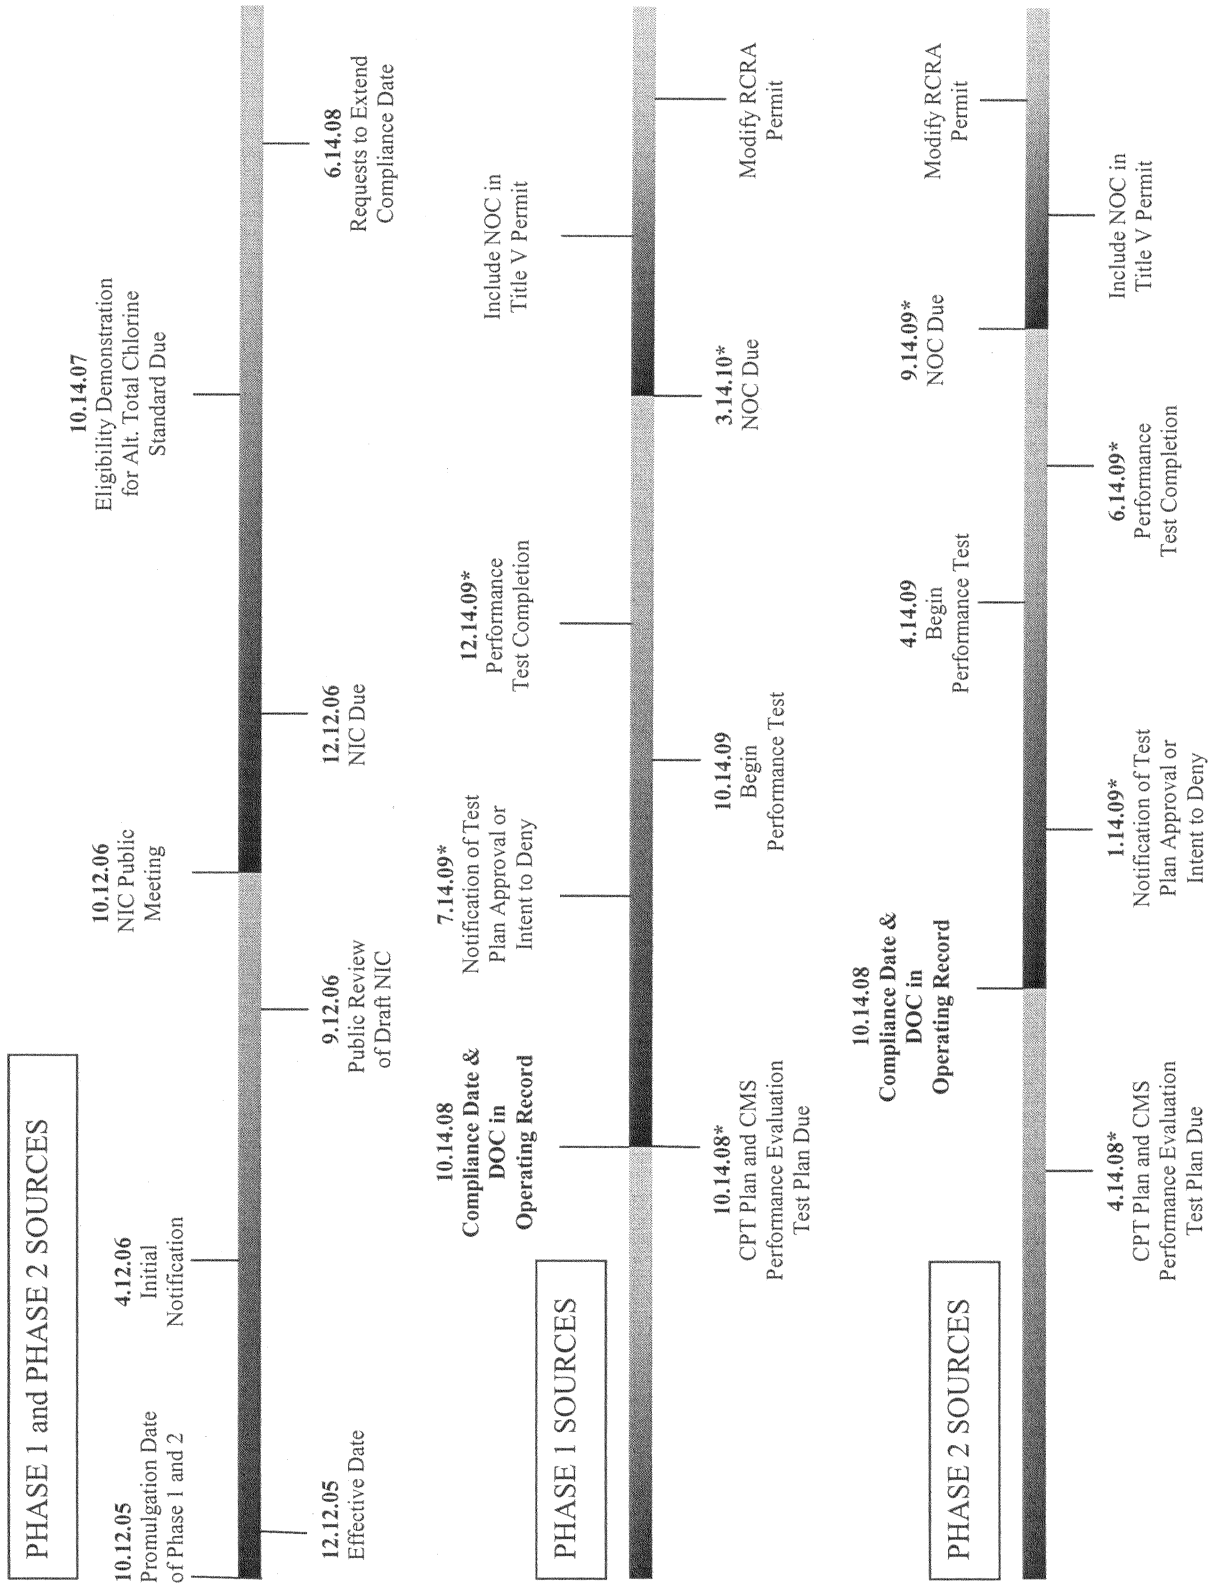 PHASE 1 and PHASE 2 SOURCES
10.12.05
Promulgation Date
of Phase 1 and 2
12.12.05
Effective Date
4.12.06
Initial
Notification
9.12.06
Public Review
of Draft NIC
10.12.06
NIC Public
Meeting
12.12.06
NIC Due
10.14.07
Eligibility Demonstration
for Alt. Total Chlorine
Standard Due
6.14.08
Requests to Extend
Compliance Date
PHASE 1 SOURCES
10.14.08
Compliance Date &
DOC in
Operating Record
10.14.08*
CPT Plan and CMS
Performance Evaluation
Test Plan Due
7.14.09*
Notification of Test
Plan Approval or
Intent to Deny
10.14.09
Begin
Performance Test
12.14.09*
Performance
Test Completion
3.14.10*
NOC Due
Include NOC in
Title V Permit
Modify RCRA
Permit
PHASE 2 SOURCES
4.14.08*
CPT Plan and CMS
Performance Evaluation
Test Plan Due
10.14.08
Compliance Date &
DOC in
Operating Record
1.14.09*
Notification of Test
Plan Approval or
Intent to Deny
4.14.09
Begin
Performance Test
6.14.09*
Performance
Test Completion
9.14.09*
NOC Due
Include NOC in
Title V Permit
Modify RCRA
Permit